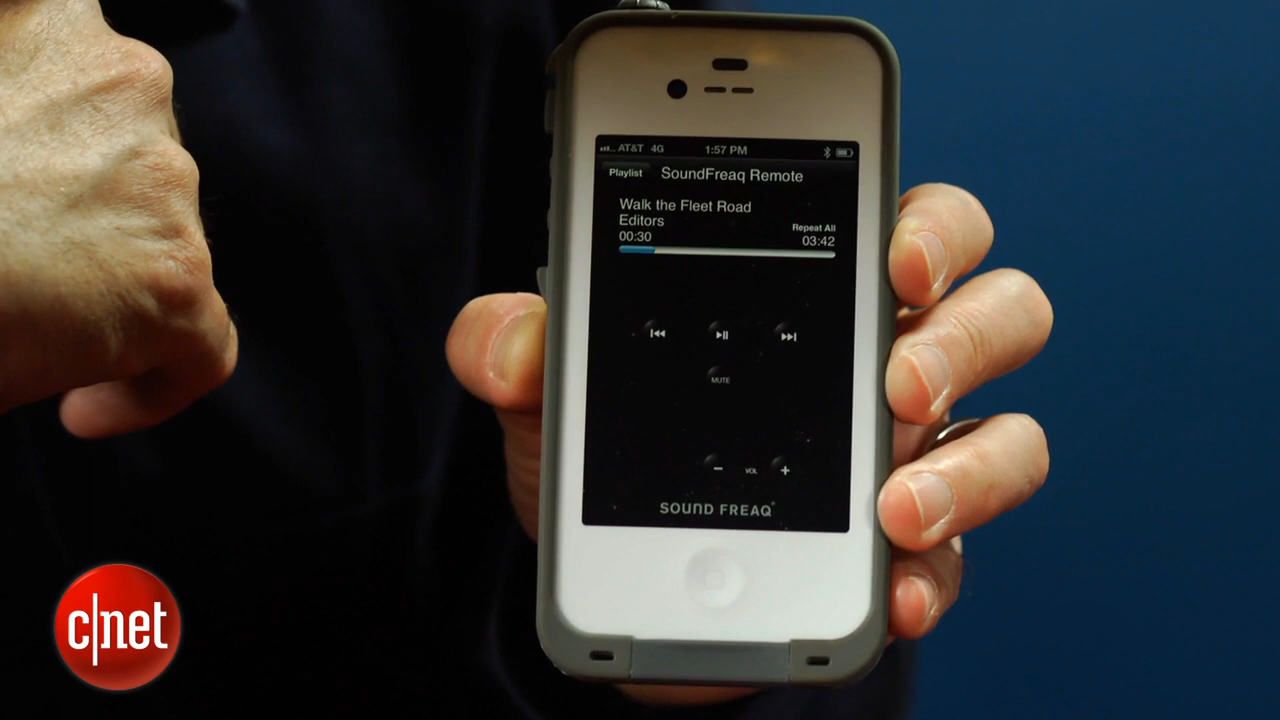 AT&T 4G 1:57 PM
Playlist SoundFreaq Remote
Walk the Fleet Road
Editors
Repeat All
00:30 03:42
MUTE
− VOL +
SOUND FREAQ
c|net